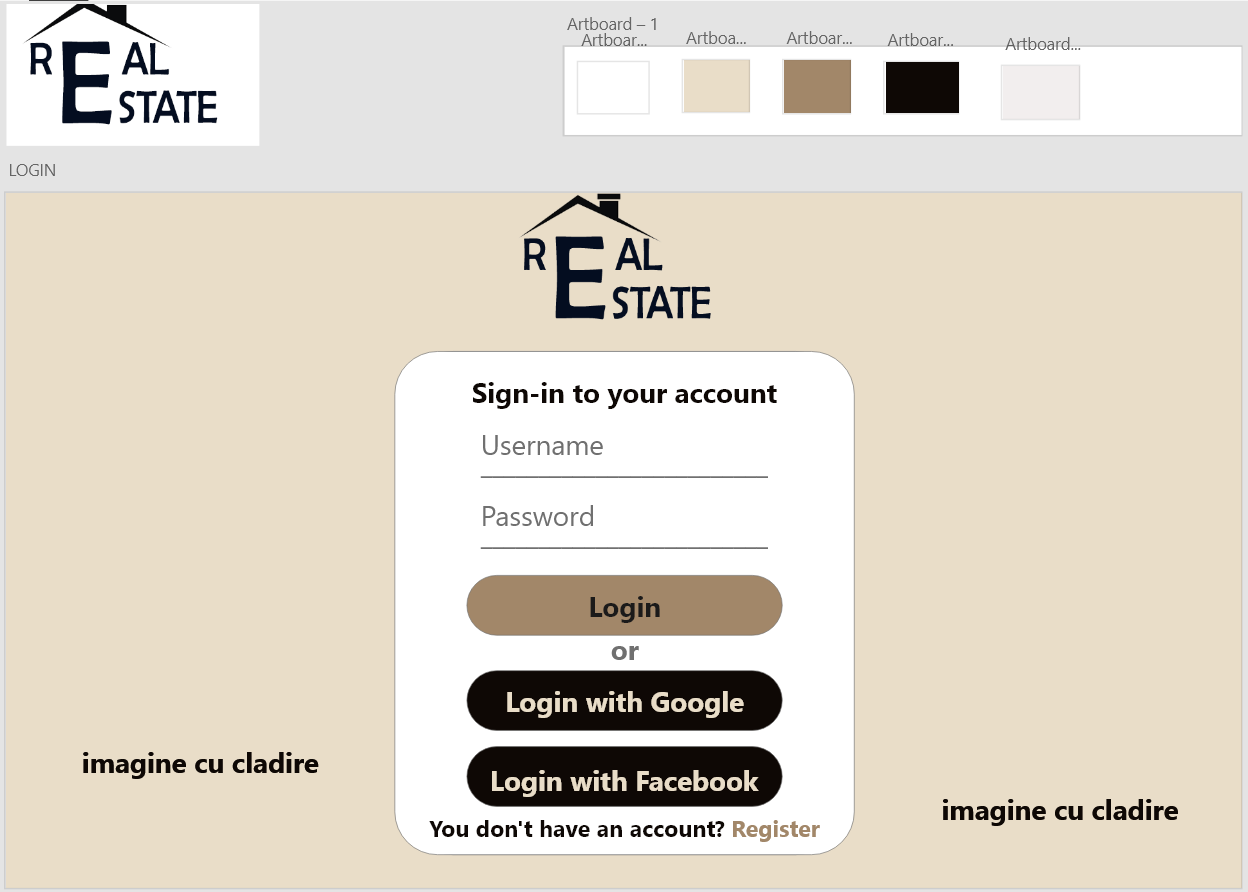 REAL
ESTATE
Artboard – 1
Artboar...
Artboa...
Artboar...
Artboar...
Artboard...
LOGIN
REAL
ESTATE
Sign-in to your account
Username
Password
Login
or
Login with Google
Login with Facebook
You don't have an account? Register
imagine cu cladire
imagine cu cladire